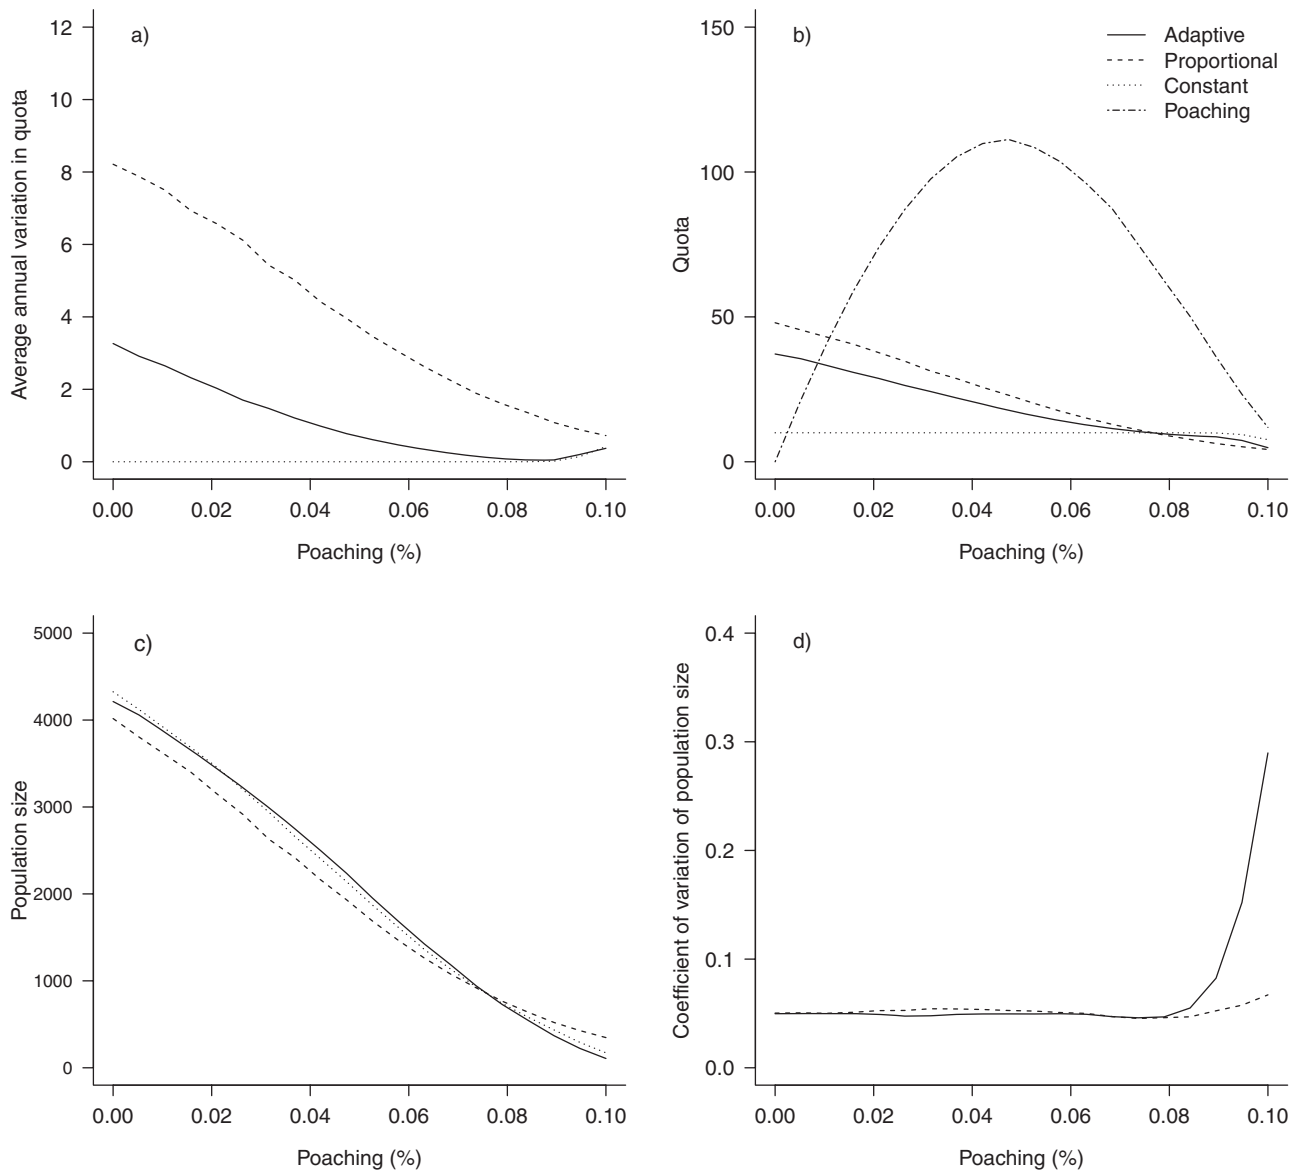 a)
Average annual variation in quota
12
10
8
6
4
2
0
0.00 0.02 0.04 0.06 0.08 0.10
Poaching (%)
b)
Adaptive
Proportional
Constant
Poaching
Quota
150
100
50
0
0.00 0.02 0.04 0.06 0.08 0.10
Poaching (%)
c)
Population size
5000
4000
3000
2000
1000
0
0.00 0.02 0.04 0.06 0.08 0.10
Poaching (%)
d)
Coefficient of variation of population size
0.4
0.3
0.2
0.1
0.0
0.00 0.02 0.04 0.06 0.08 0.10
Poaching (%)